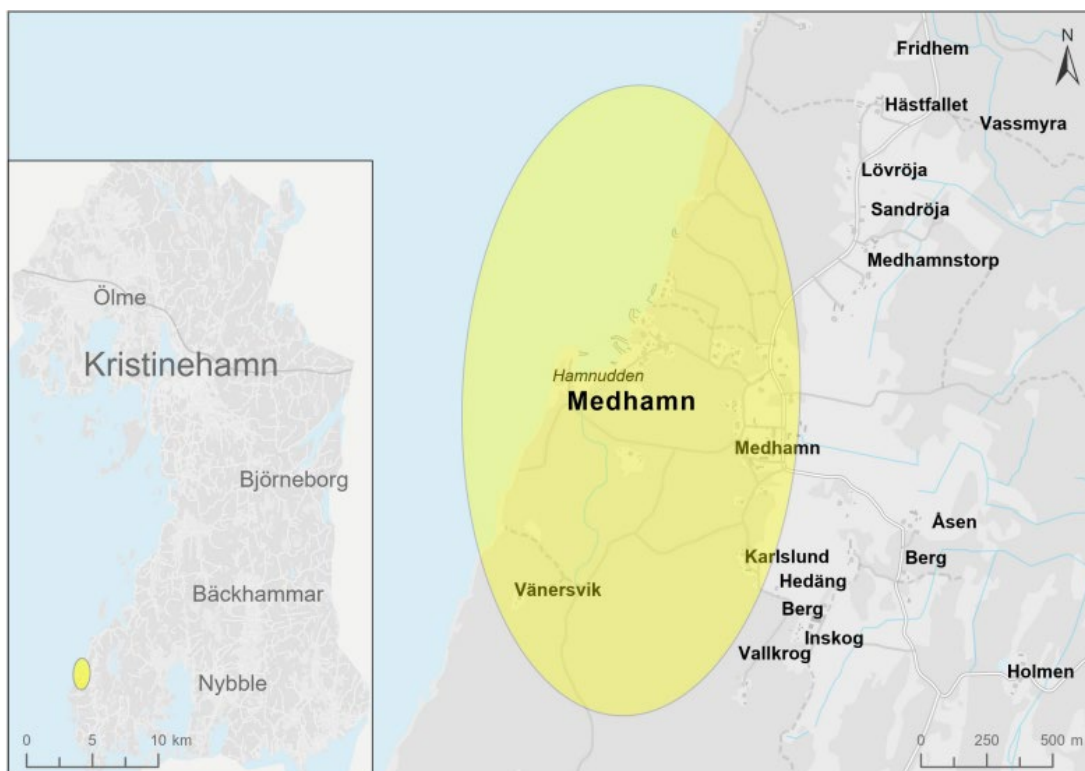 Fridhem
N
Hästfallet
Vassmyra
Lövröja
Sandröja
Medhamnstorp
Hamnudden
Medhamn
Medhamn
Åsen
Karlslund
Berg
Hedäng
Vänersvik
Berg
Inskog
Vallkrog
Holmen
0 250 500 m
Ölme
Kristinehamn
Björneborg
Bäckhammar
Nybble
0 5 10 km